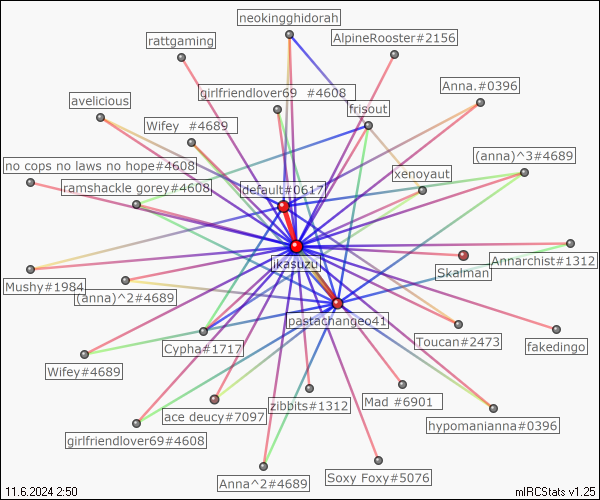 neokingghidorah
rattgaming
AlpineRooster#2156
girlfriendlover69 #4608
Anna.#0396
avelicious
frisout
Wifey #4689
(anna)^3#4689
no cops no laws no hope#4608
xenoyaut
ramshackle gorey#4608
default#0617
ikasuzu
Annarchist#1312
Skalman
Mushy#1984
(anna)^2#4689
pastachangeo41
Toucan#2473
fakedingo
Cypha#1717
Wifey#4689
Mad #6901
zibbits#1312
ace deucy#7097
hypomanianna#0396
girlfriendlover69#4608
Soxy Foxy#5076
Anna^2#4689
11.6.2024 2:50
mIRCStats v1.25